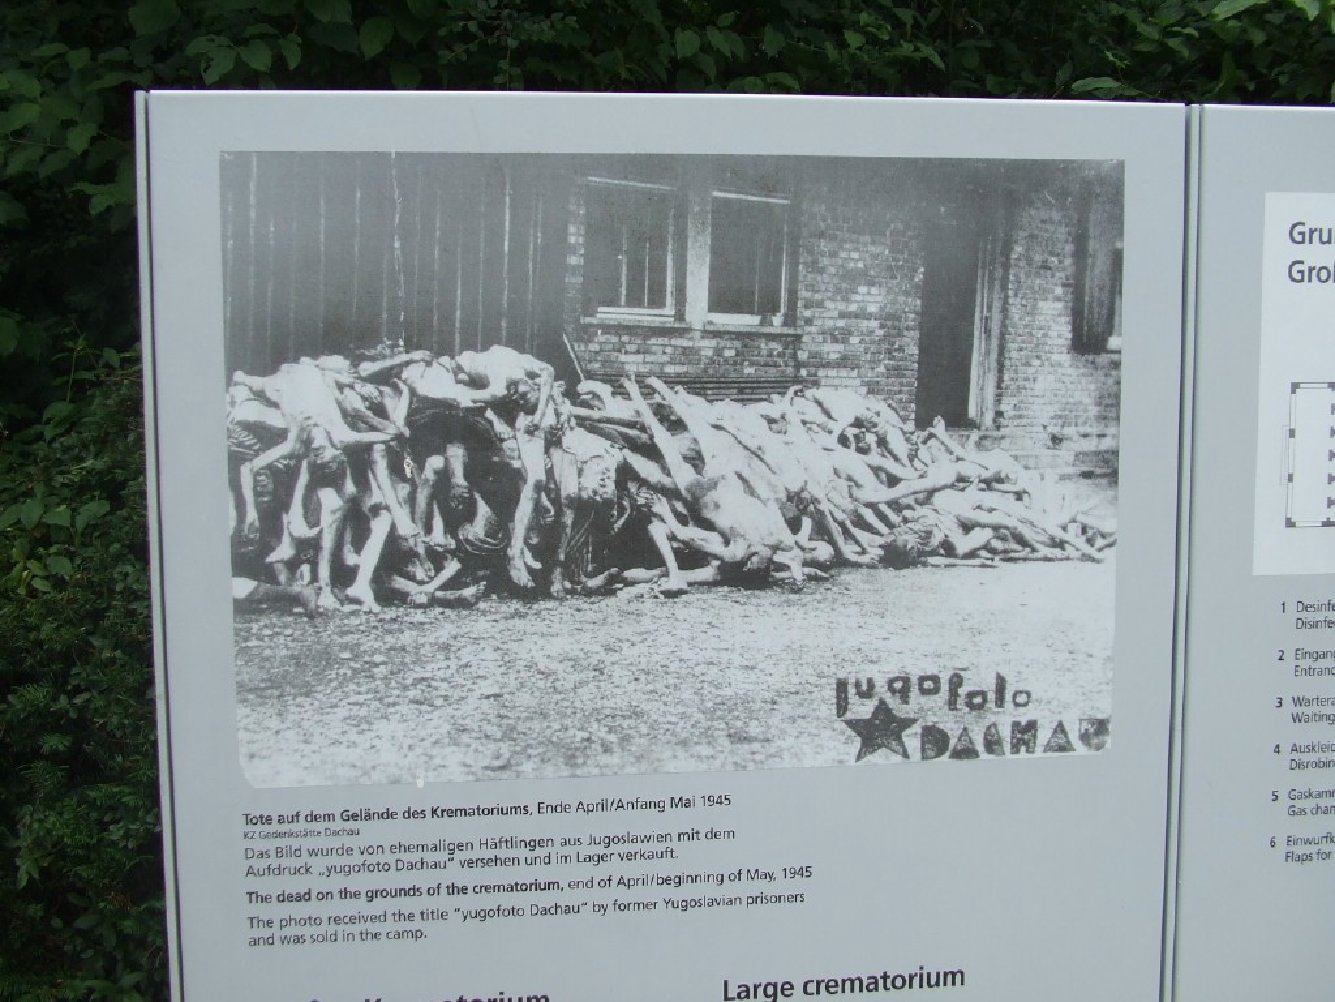 jugofoto
DACHAU
Tote auf dem Gelände des Krematoriums, Ende April/Anfang Mai 1945
KZ Gedenkstätte Dachau
Das Bild wurde von ehemaligen Häftlingen aus Jugoslawien mit dem
Aufdruck „yugofoto Dachau“ versehen und im Lager verkauft.
The dead on the grounds of the crematorium, end of April/beginning of May, 1945
The photo received the title "yugofoto Dachau" by former Yugoslavian prisoners
and was sold in the camp.
Large crematorium
1
2
3
4
5
6 
Flaps for